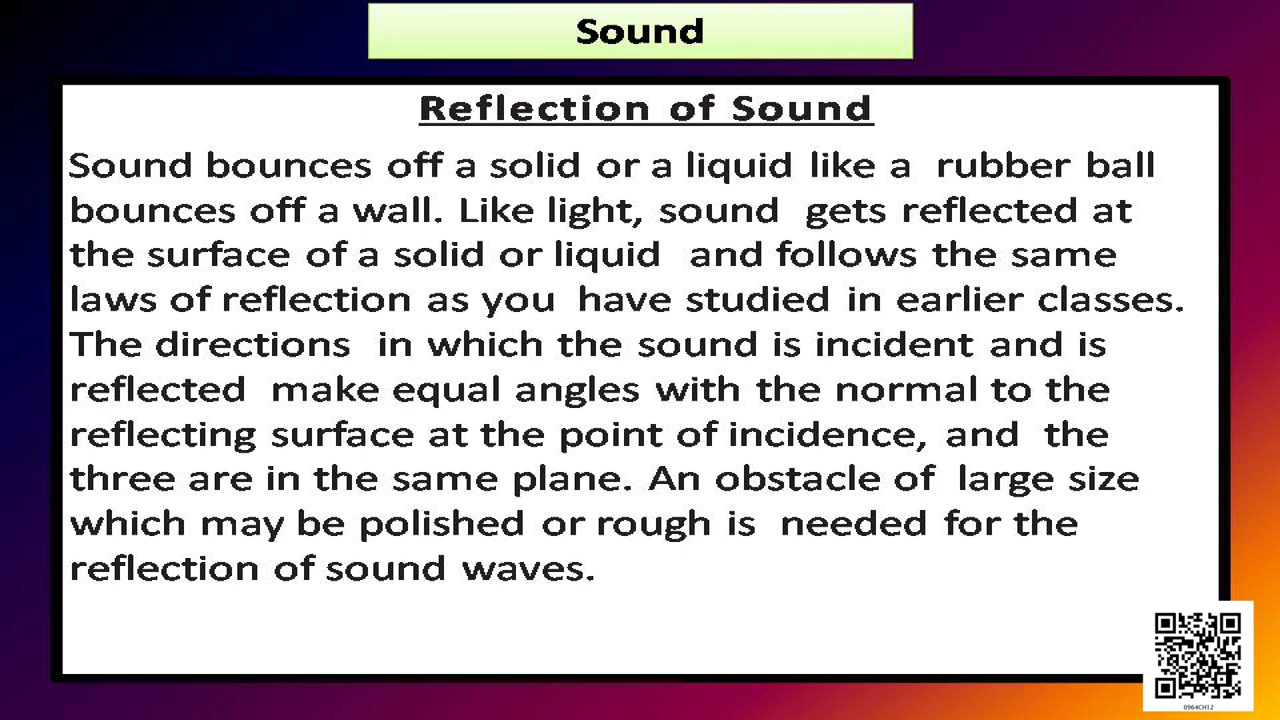 Sound
Reflection of Sound
Sound bounces off a solid or a liquid like a rubber ball
bounces off a wall. Like light, sound gets reflected at
the surface of a solid or liquid and follows the same
laws of reflection as you have studied in earlier classes.
The directions in which the sound is incident and is
reflected make equal angles with the normal to the
reflecting surface at the point of incidence, and the
three are in the same plane. An obstacle of large size
which may be polished or rough is needed for the
reflection of sound waves.
0964CH12